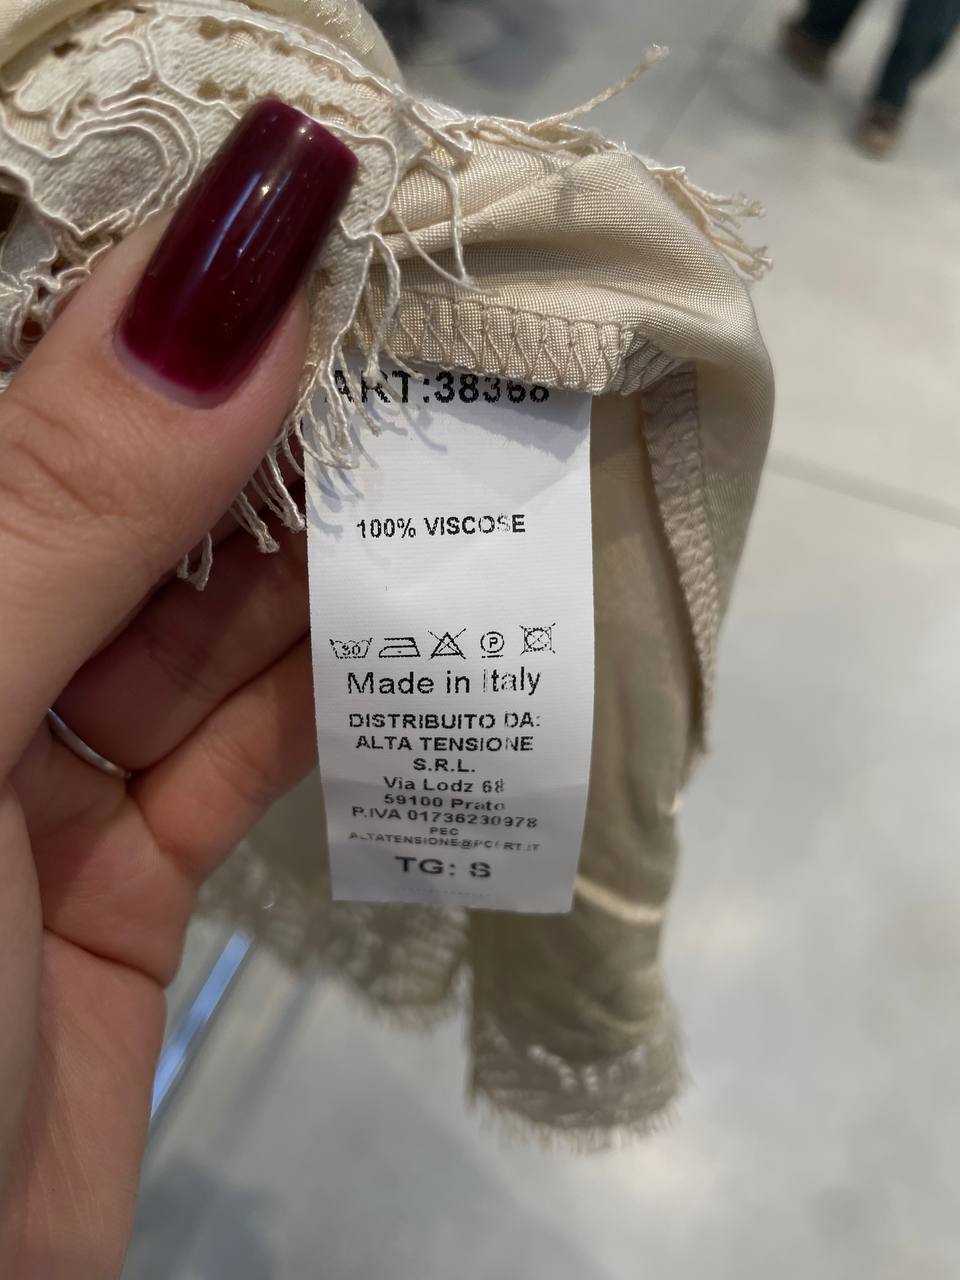 ART:38368
100% VISCOSE
30 P
Made in Italy
DISTRIBUITO DA:
ALTA TENSIONE
S.R.L.
Via Lodz 68
59100 Prato
P.IVA 01736230978
PEC
TG: S